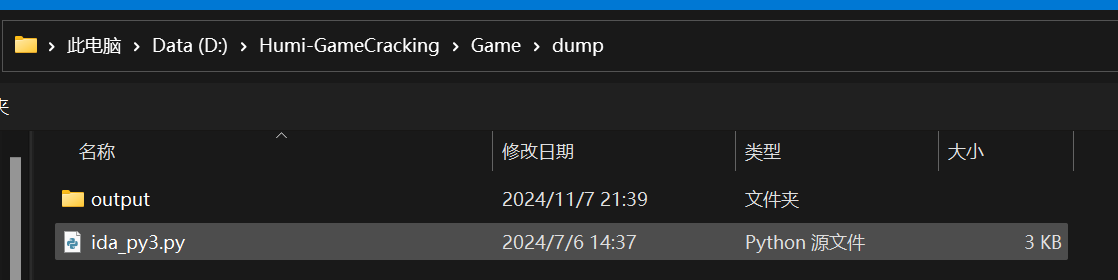 此电脑 Data (D:) Humi-GameCracking Game dump
夹
名称 修改日期 类型 大小
output 2024/11/7 21:39 文件夹
ida_py3.py 2024/7/6 14:37 Python 源文件 3 KB